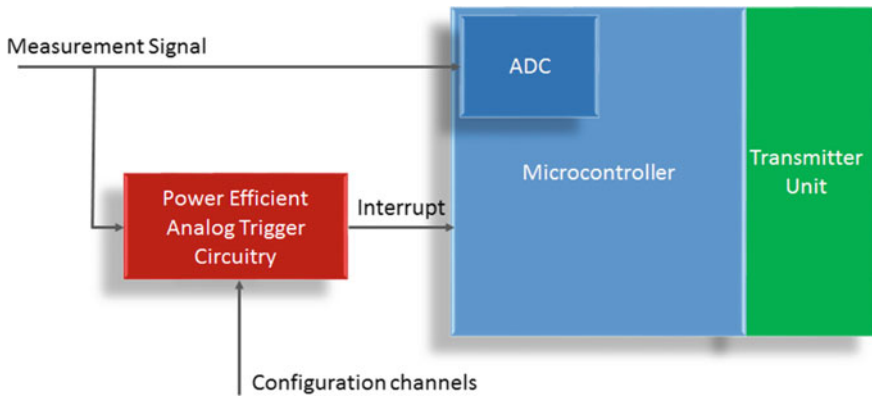 Measurement Signal
ADC
Microcontroller
Transmitter
Unit
Power Efficient
Analog Trigger
Circuitry
Interrupt
Configuration channels